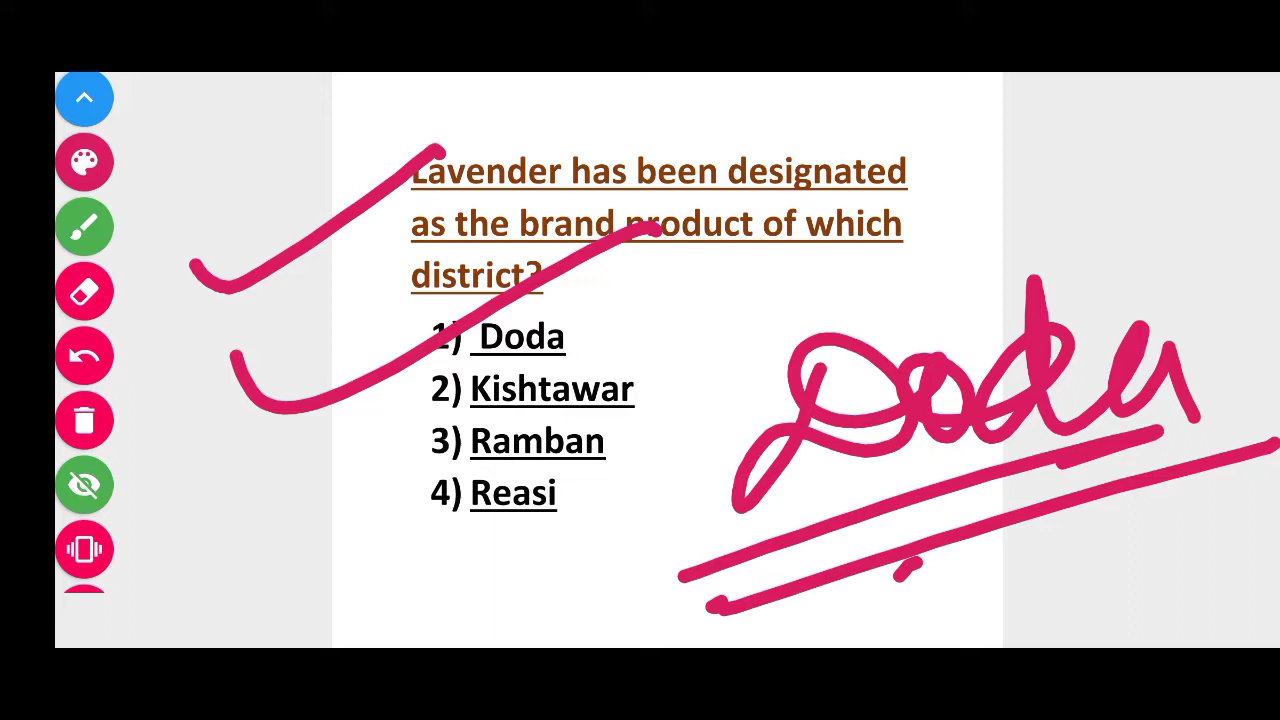 Lavender has been designated
as the brand product of which
district?
1) Doda
2) Kishtawar
3) Ramban
4) Reasi
Doda